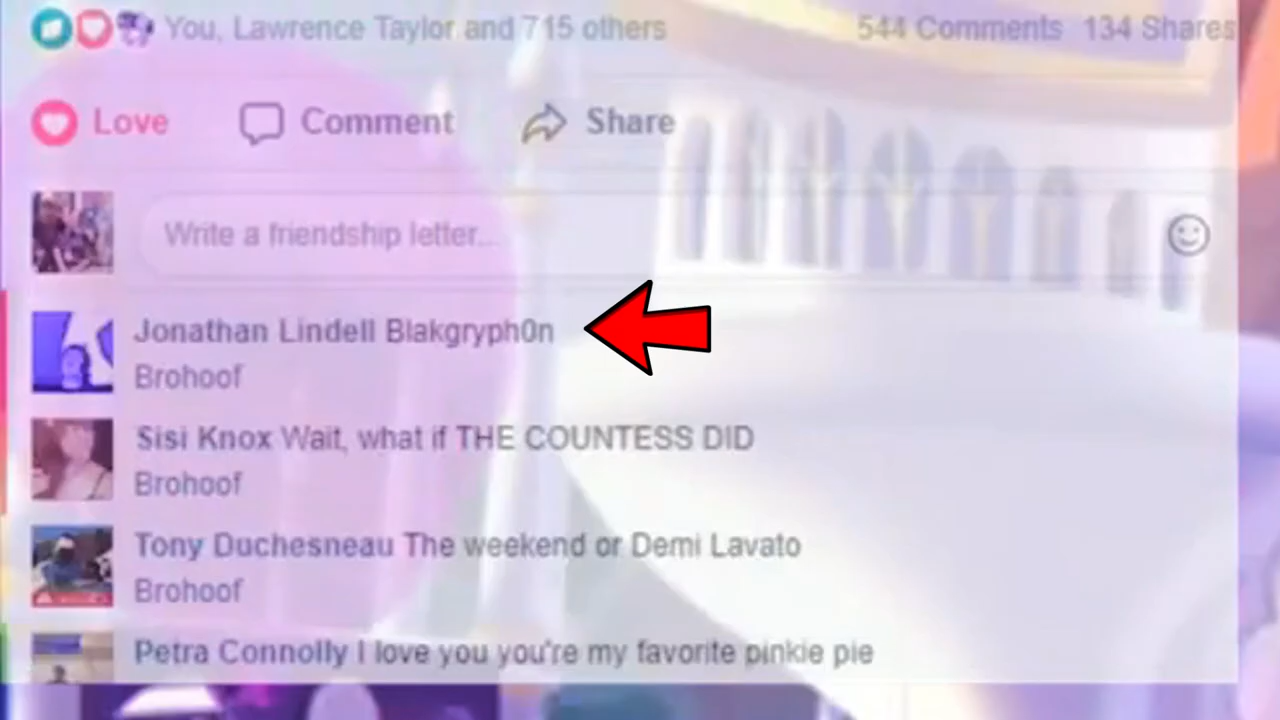 You, Lawrence Taylor and 715 others 544 Comments 134 Shares
Love Comment Share
Write a friendship letter...
Jonathan Lindell Blakgryph0n
Brohoof
Sisi Knox Wait, what if THE COUNTESS DID
Brohoof
Tony Duchesneau The weekend or Demi Lavato
Brohoof
Petra Connolly I love you you're my favorite pinkie pie